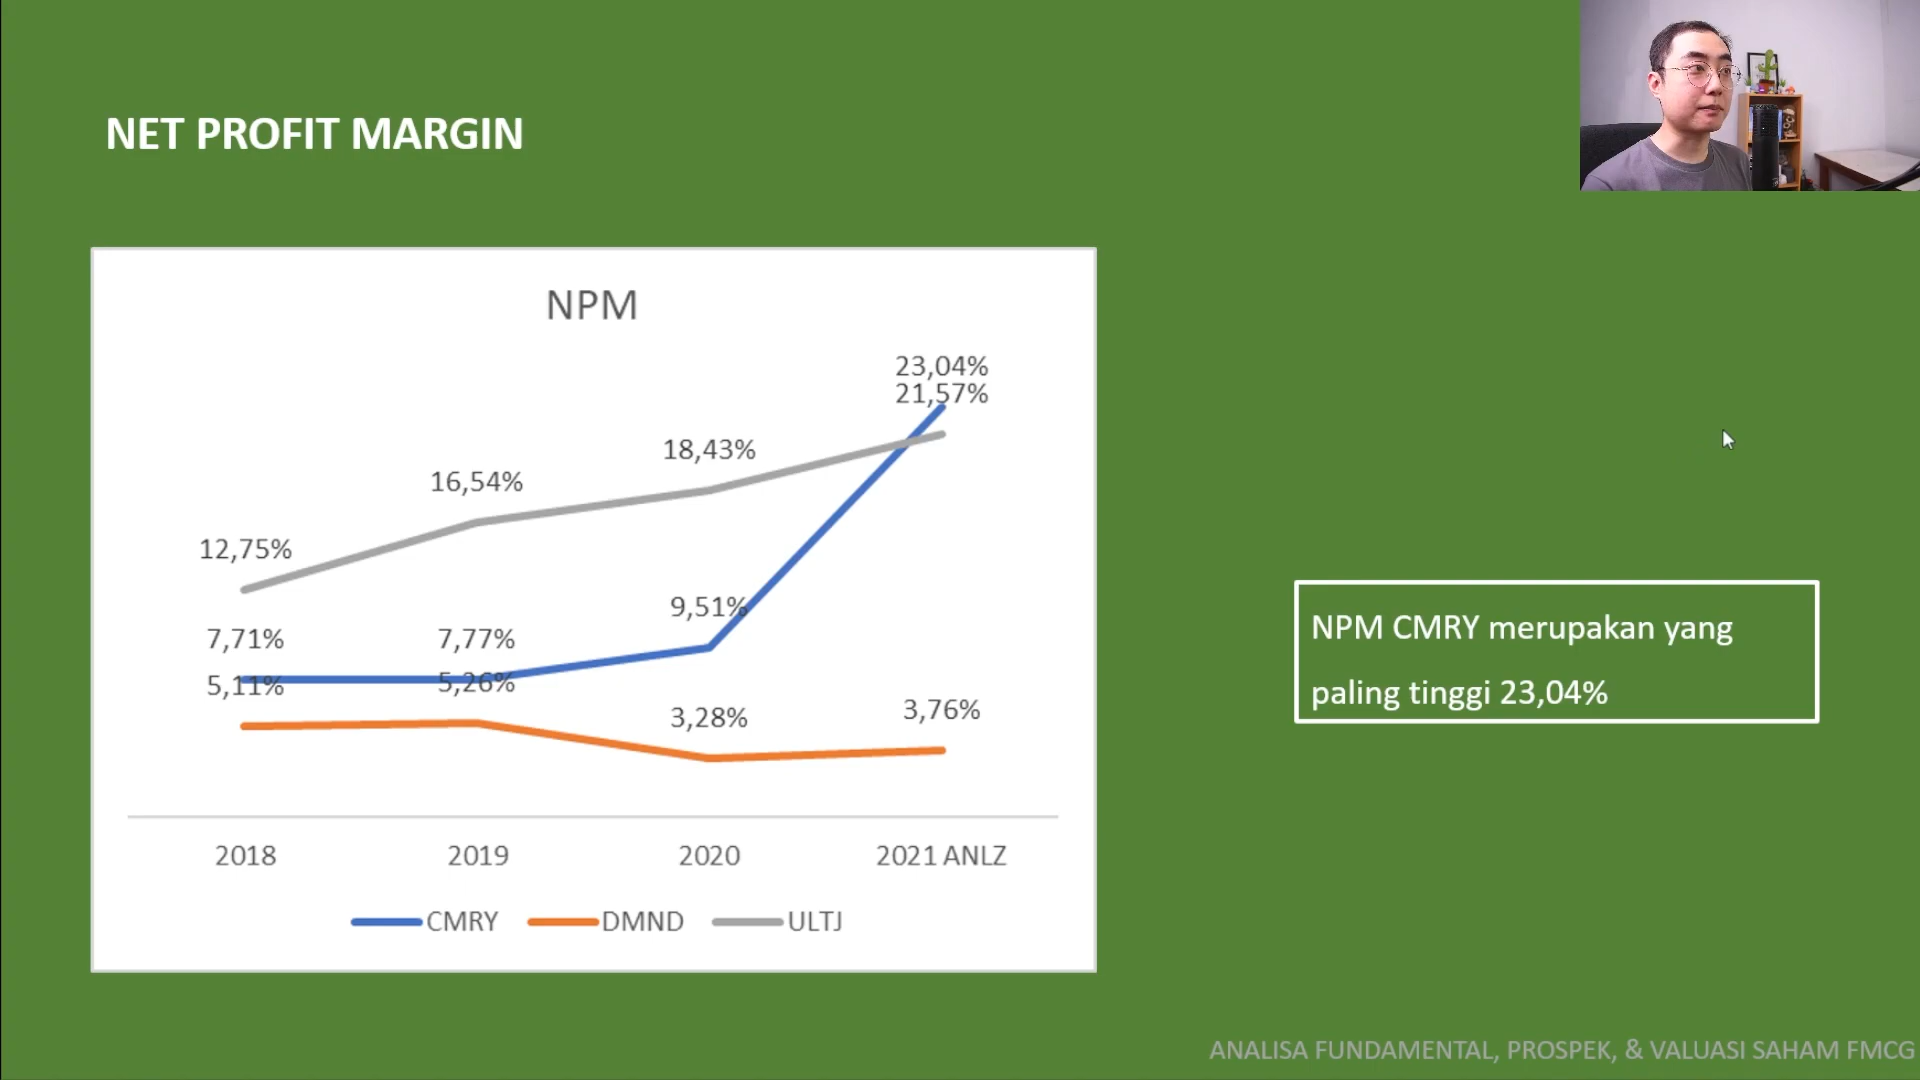 NET PROFIT MARGIN
NPM
23,04%
21,57%
18,43%
16,54%
12,75%
9,51%
7,71%
7,77%
5,11%
5,26%
3,28%
3,76%
2018 2019 2020 2021 ANLZ
CMRY DMND ULTJ
NPM CMRY merupakan yang
paling tinggi 23,04%
ANALISA FUNDAMENTAL, PROSPEK, & VALUASI SAHAM FMCG